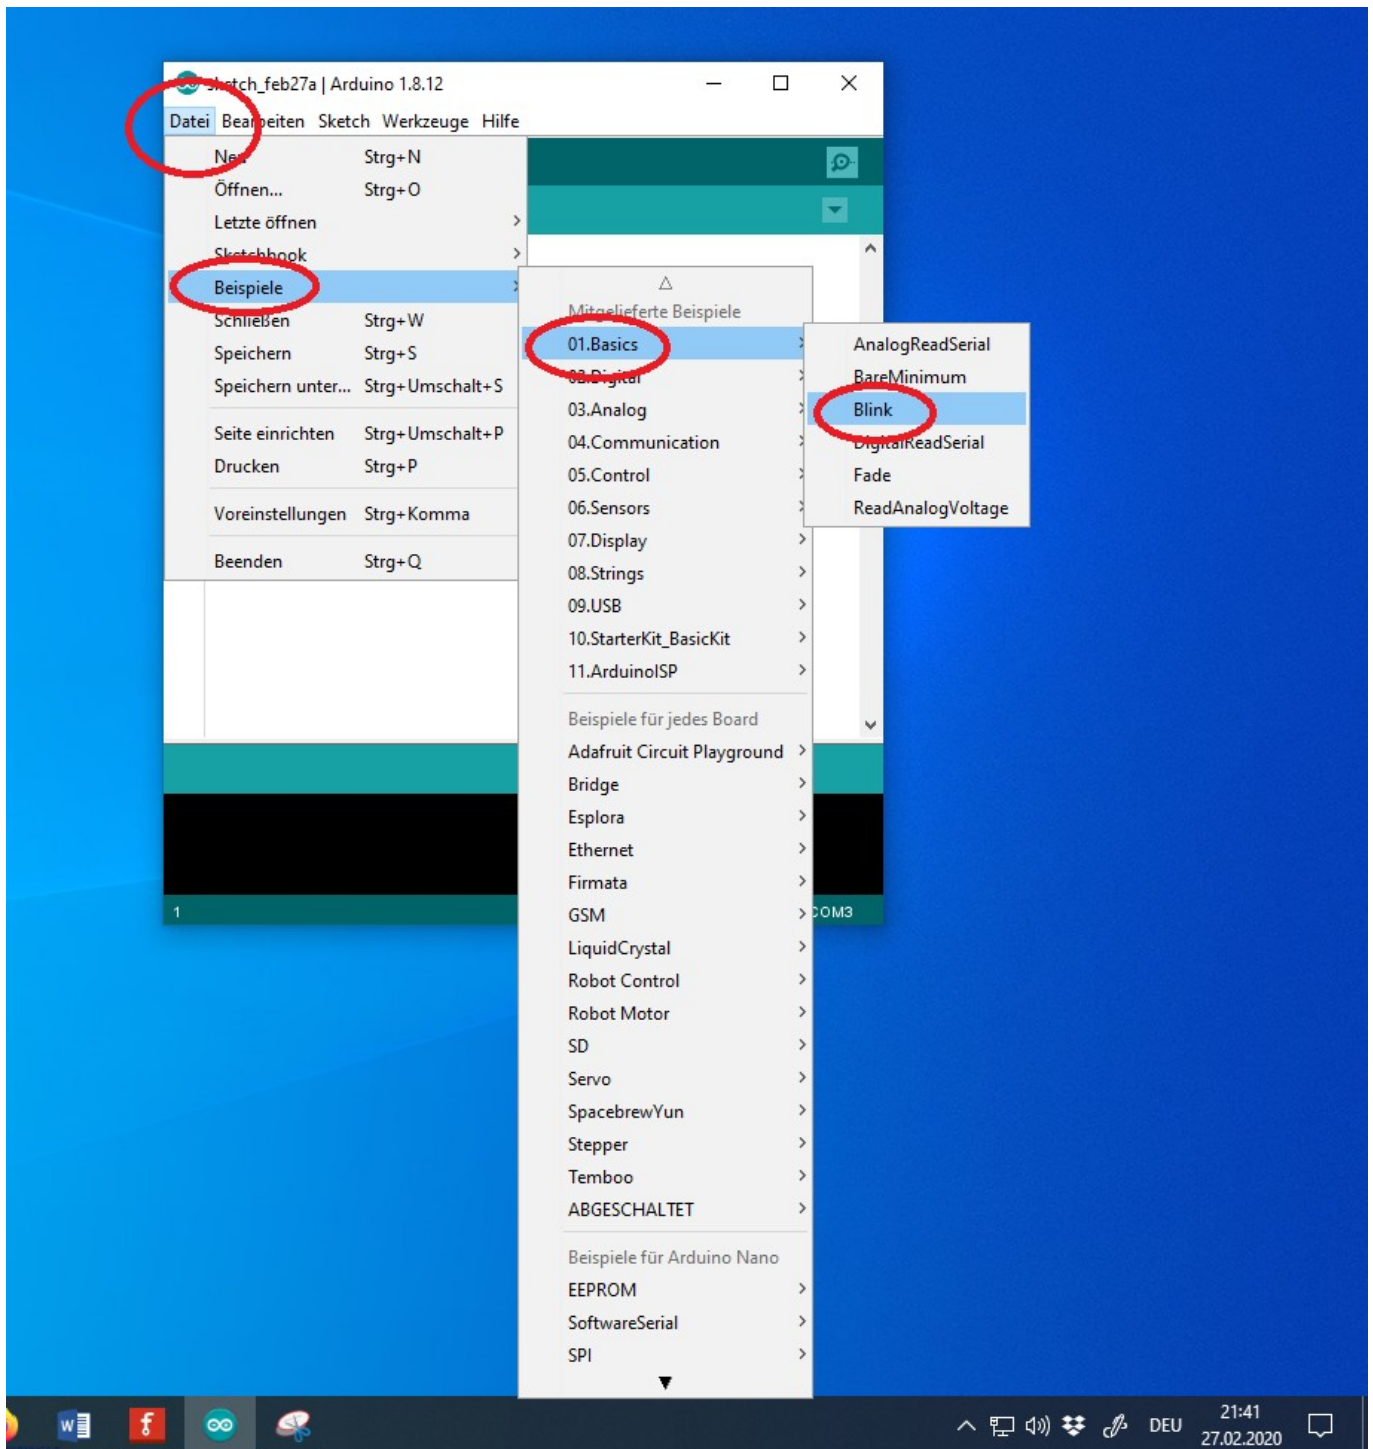 sketch_feb27a | Arduino 1.8.12
Datei Bearbeiten Sketch Werkzeuge Hilfe
Neu Strg+N
Öffnen... Strg+O
Letzte öffnen
Sketchbook
Beispiele
Schließen Strg+W
Speichern Strg+S
Speichern unter... Strg+Umschalt+S
Seite einrichten Strg+Umschalt+P
Drucken Strg+P
Voreinstellungen Strg+Komma
Beenden Strg+Q
Mitgelieferte Beispiele
01.Basics
02.Digital
03.Analog
04.Communication
05.Control
06.Sensors
07.Display
08.Strings
09.USB
10.StarterKit_BasicKit
11.ArduinoISP
Beispiele für jedes Board
Adafruit Circuit Playground
Bridge
Esplora
Ethernet
Firmata
GSM
LiquidCrystal
Robot Control
Robot Motor
SD
Servo
SpacebrewYun
Stepper
Temboo
ABGESCHALTET
Beispiele für Arduino Nano
EEPROM
SoftwareSerial
SPI
AnalogReadSerial
BareMinimum
Blink
DigitalReadSerial
Fade
ReadAnalogVoltage
1
COM3
DEU
21:41
27.02.2020